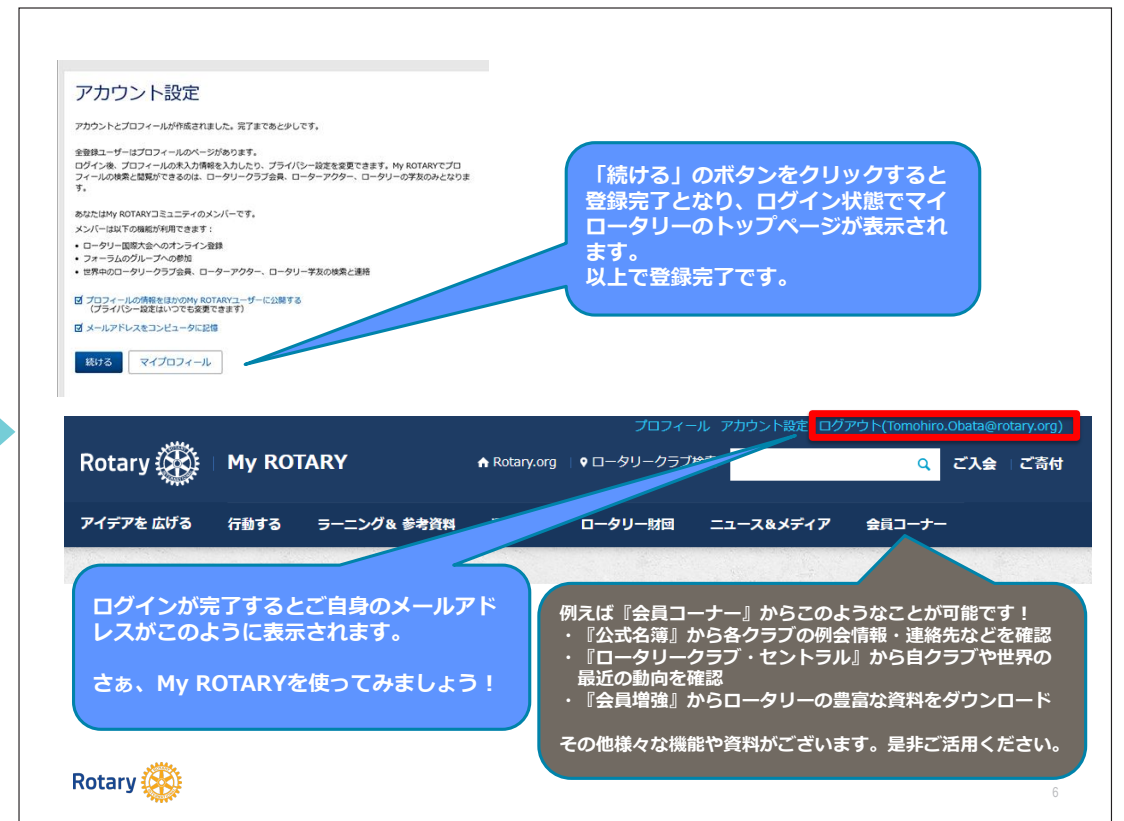 アカウント設定
アカウントとプロフィールが作成されました。完了まであと少しです。
全登録ユーザーはプロフィールのページがあります。
ログイン後、プロフィールの未入力情報を入力したり、プライバシー設定を変更できます。My ROTARYでプロ
フィールの検索と閲覧ができるのは、ロータリークラブ会員、ローターアクター、ロータリーの学友のみとなりま
す。
あなたはMy ROTARYコミュニティのメンバーです。
メンバーは以下の機能が利用できます：
• ロータリー国際大会へのオンライン登録
• フォーラムのグループへの参加
• 世界中のロータリークラブ会員、ローターアクター、ロータリー学友の検索と連絡
プロフィールの情報をほかのMy ROTARYユーザーに公開する
（プライバシー設定はいつでも変更できます）
メールアドレスをコンピュータに記憶
続ける マイプロフィール
「続ける」のボタンをクリックすると
登録完了となり、ログイン状態でマイ
ロータリーのトップページが表示され
ます。
以上で登録完了です。
プロフィール アカウント設定 ログアウト(Tomohiro.Obata@rotary.org)
Rotary My ROTARY Rotary.org ロータリークラブ検索 ご入会 ご寄付
アイデアを 広げる 行動する ラーニング& 参考資料 ロータリー財団 ニュース&メディア 会員コーナー
ログインが完了するとご自身のメールアド
レスがこのように表示されます。
さぁ、My ROTARYを使ってみましょう！
例えば『会員コーナー』からこのようなことが可能です！
・『公式名簿』から各クラブの例会情報・連絡先などを確認
・『ロータリークラブ・セントラル』から自クラブや世界の
最近の動向を確認
・『会員増強』からロータリーの豊富な資料をダウンロード
その他様々な機能や資料がございます。是非ご活用ください。
Rotary
6